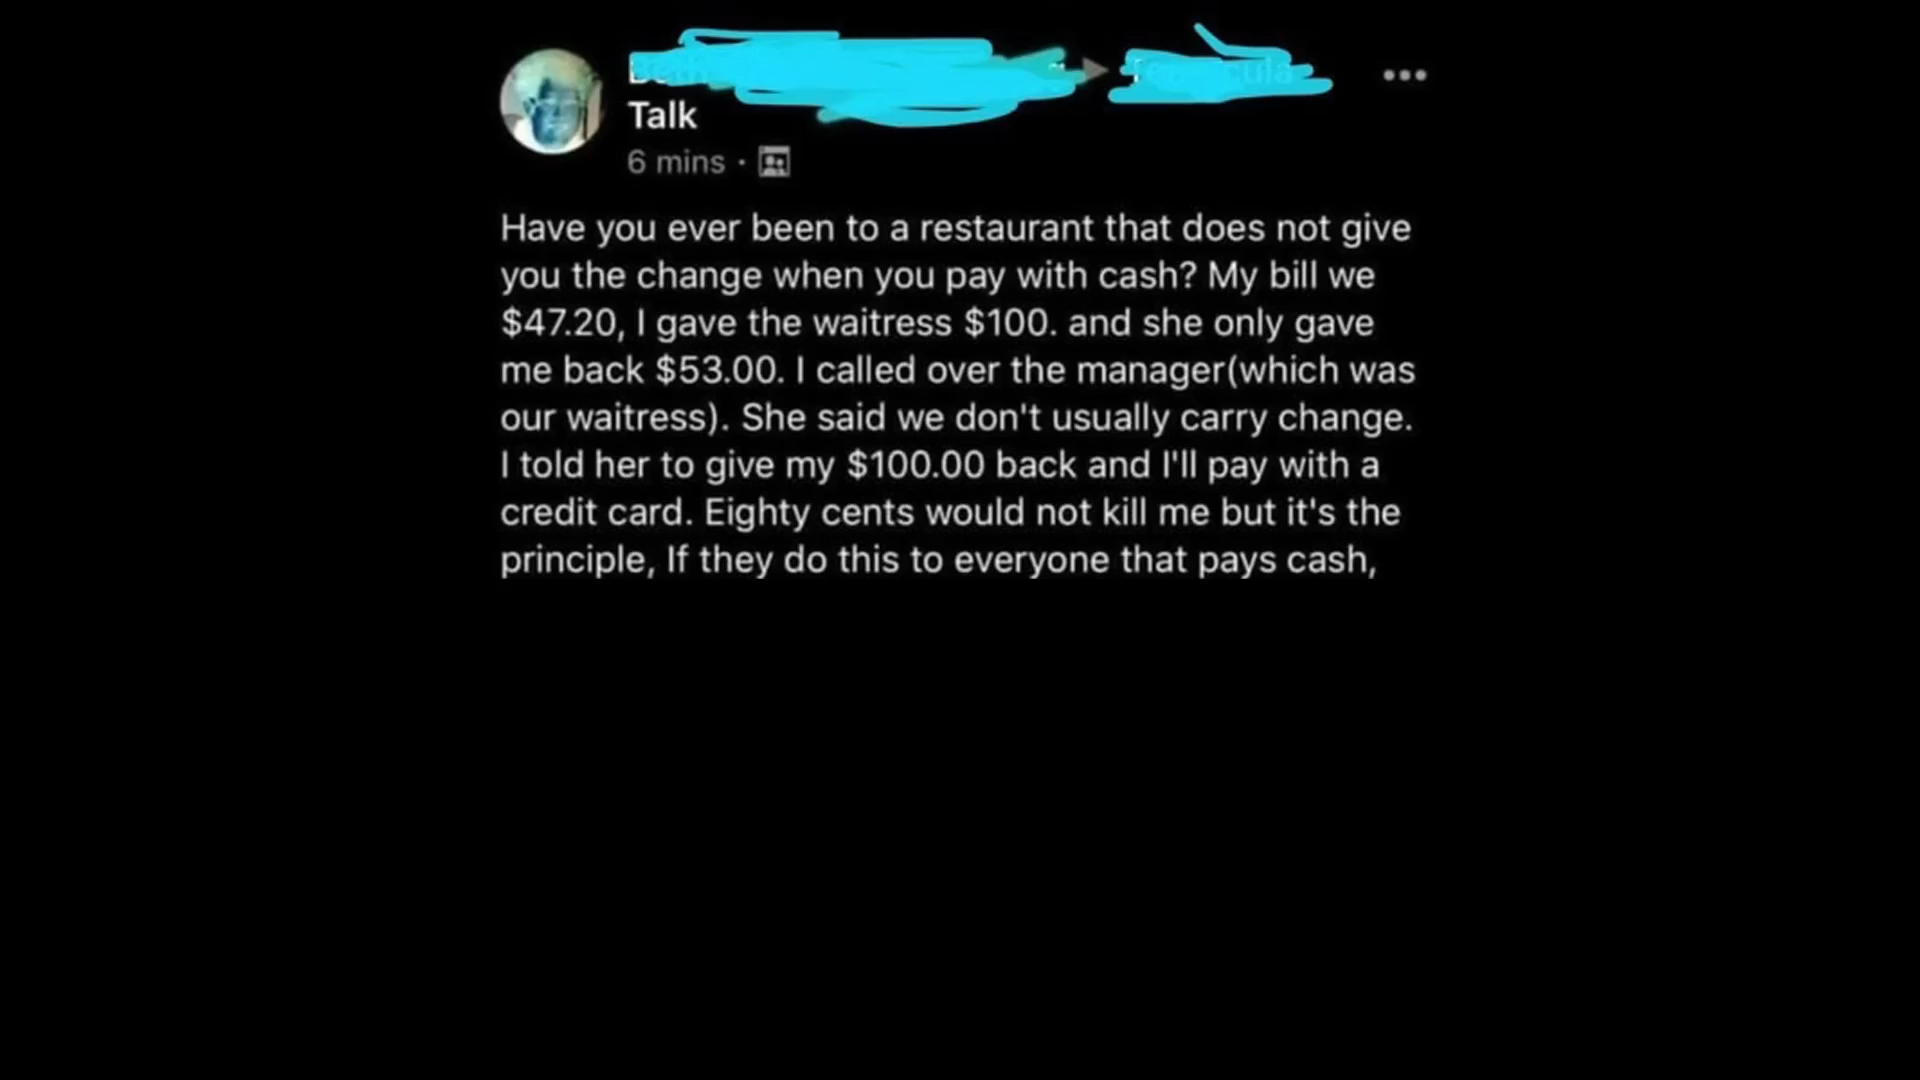 Talk
6 mins ·
Have you ever been to a restaurant that does not give
you the change when you pay with cash? My bill we
$47.20, I gave the waitress $100. and she only gave
me back $53.00. I called over the manager(which was
our waitress). She said we don't usually carry change.
I told her to give my $100.00 back and I'll pay with a
credit card. Eighty cents would not kill me but it's the
principle, If they do this to everyone that pays cash,